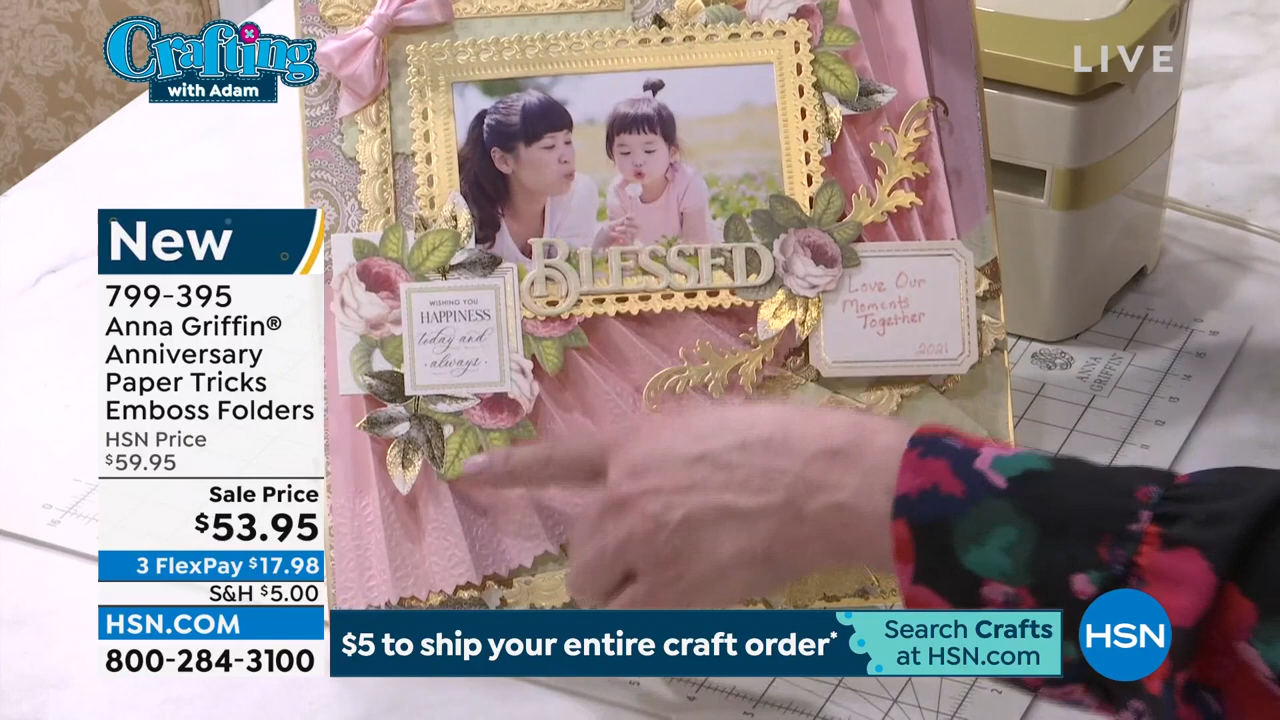 Crafting
with Adam
LIVE
New
799-395
Anna Griffin®
Anniversary
Paper Tricks
Emboss Folders
HSN Price
$59.95
Sale Price
$53.95
3 FlexPay $17.98
S&H $5.00
HSN.COM
800-284-3100
BLESSED
WISHING YOU
HAPPINESS
today and
·always·
Love Our
Moments
Together
2021
ANNA
GRIFFIN
$5 to ship your entire craft order*
Search Crafts
at HSN.com
HSN